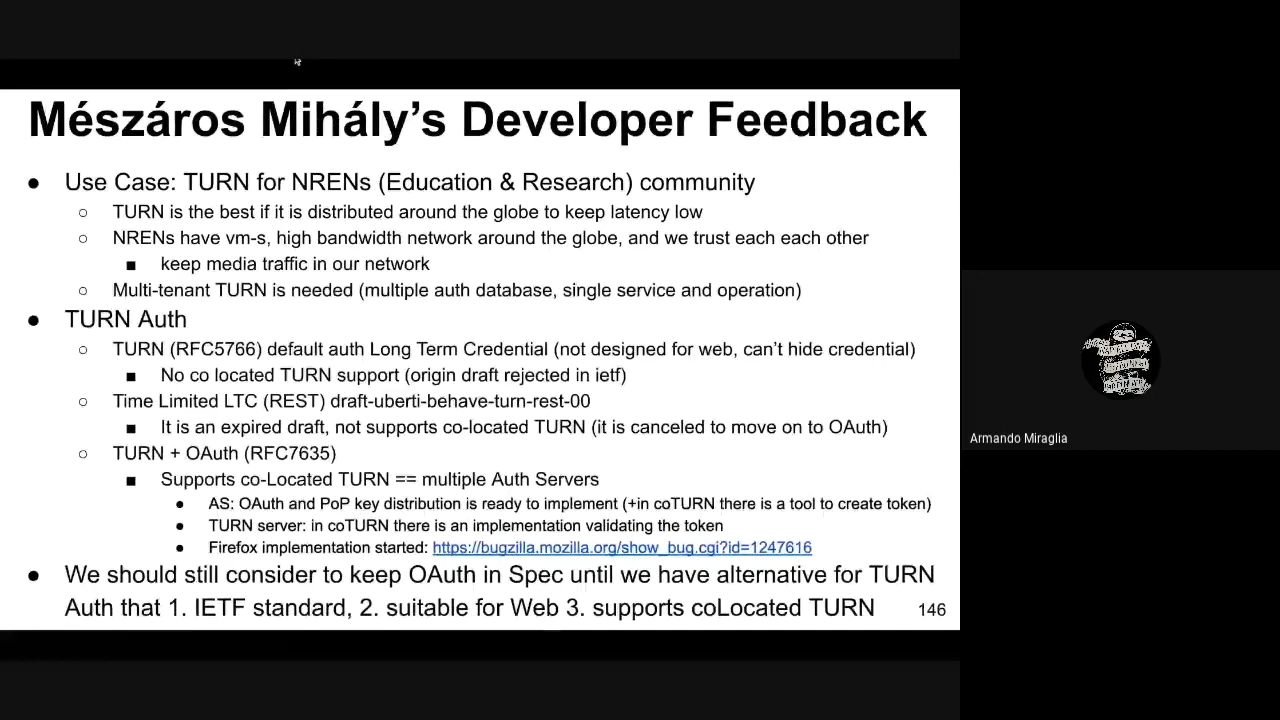 Mészáros Mihály’s Developer Feedback
● Use Case: TURN for NRENs (Education & Research) community
○ TURN is the best if it is distributed around the globe to keep latency low
○ NRENs have vm-s, high bandwidth network around the globe, and we trust each each other
■ keep media traffic in our network
○ Multi-tenant TURN is needed (multiple auth database, single service and operation)
● TURN Auth
○ TURN (RFC5766) default auth Long Term Credential (not designed for web, can’t hide credential)
■ No co located TURN support (origin draft rejected in ietf)
○ Time Limited LTC (REST) draft-uberti-behave-turn-rest-00
■ It is an expired draft, not supports co-located TURN (it is canceled to move on to OAuth)
○ TURN + OAuth (RFC7635)
■ Supports co-Located TURN == multiple Auth Servers
● AS: OAuth and PoP key distribution is ready to implement (+in coTURN there is a tool to create token)
● TURN server: in coTURN there is an implementation validating the token
● Firefox implementation started: https://bugzilla.mozilla.org/show_bug.cgi?id=1247616
● We should still consider to keep OAuth in Spec until we have alternative for TURN
Auth that 1. IETF standard, 2. suitable for Web 3. supports coLocated TURN
146
Armando Miraglia